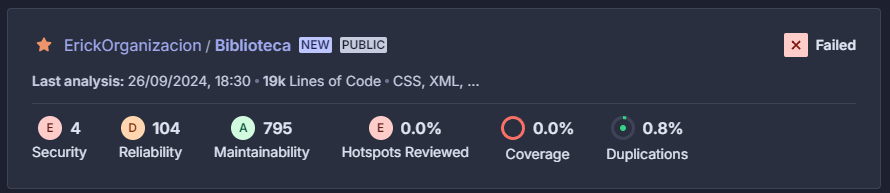 ErickOrganizacion / Biblioteca NEW PUBLIC Failed
Last analysis: 26/09/2024, 18:30 • 19k Lines of Code • CSS, XML, ...
E 4 D 104 A 795 E 0.0% 0.0% 0.8%
Security Reliability Maintainability Hotspots Reviewed Coverage Duplications